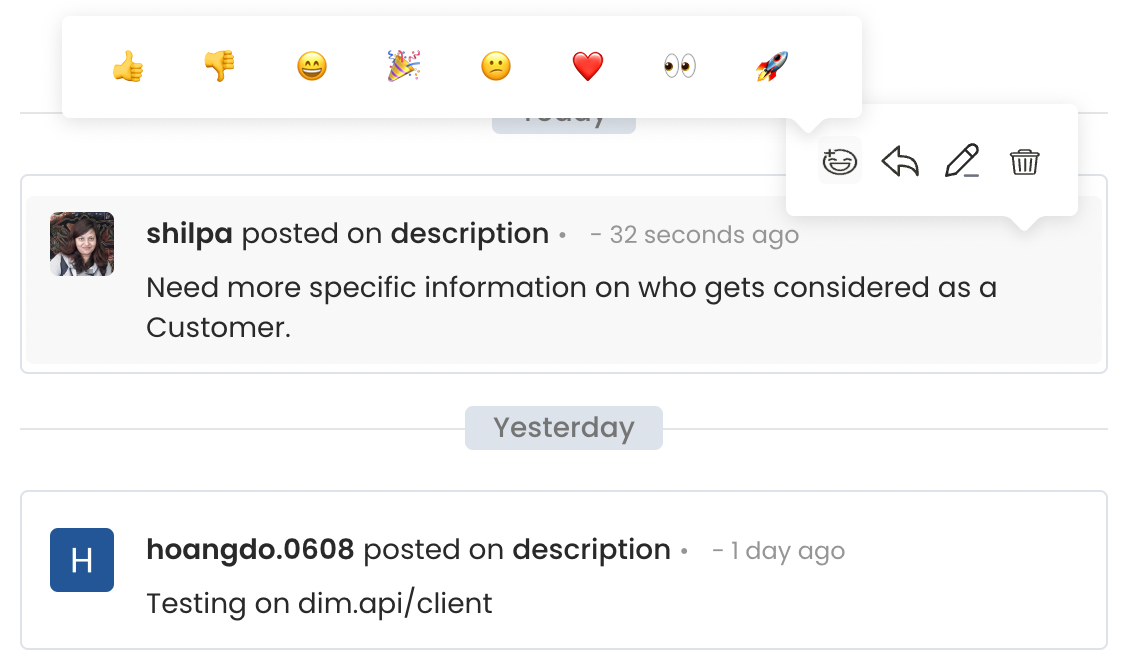 Today
shilpa posted on description • - 32 seconds ago
Need more specific information on who gets considered as a
Customer.
Yesterday
H
hoangdo.0608 posted on description • - 1 day ago
Testing on dim.api/client